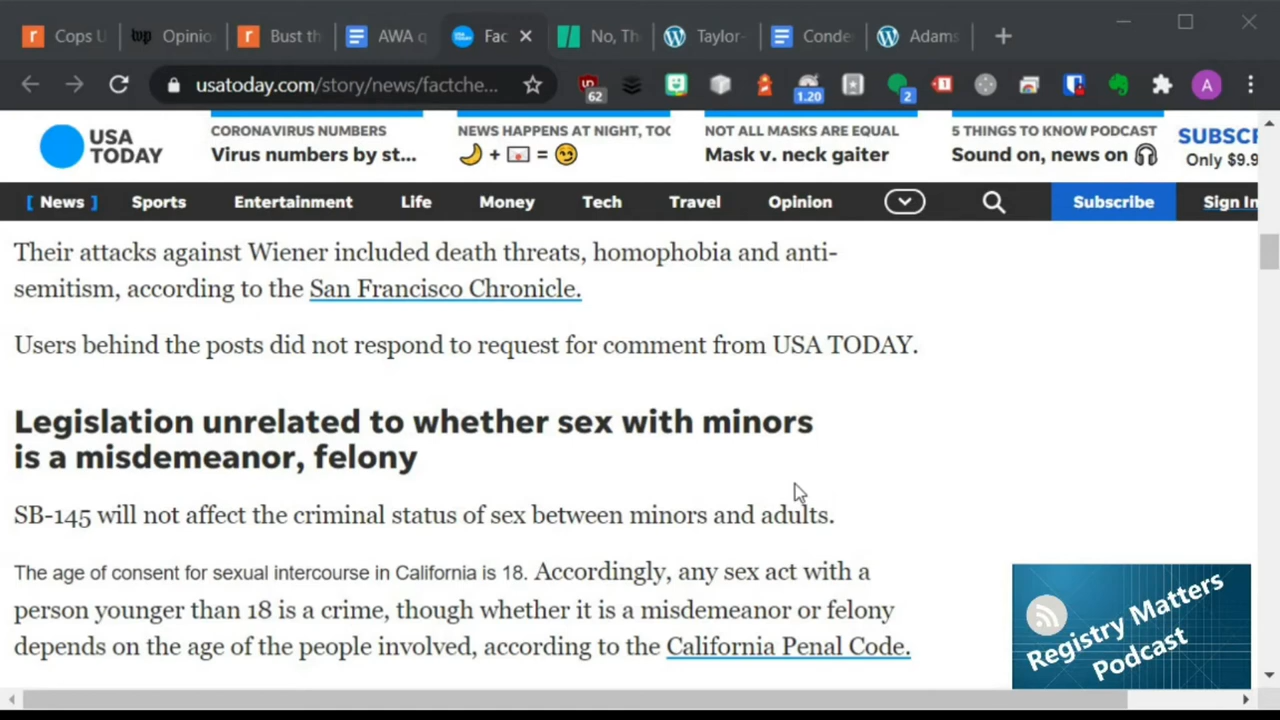 Cops U
Opinio
Bust th
AWA q
Fac
No, Th
Taylor-
Conde
Adams
usatoday.com/story/news/factche...
62
1.20
2
1
A
USA
TODAY
CORONAVIRUS NUMBERS
Virus numbers by st...
NEWS HAPPENS AT NIGHT, TOO
NOT ALL MASKS ARE EQUAL
Mask v. neck gaiter
5 THINGS TO KNOW PODCAST
Sound on, news on
SUBSCR
Only $9.9
[ News ]
Sports
Entertainment
Life
Money
Tech
Travel
Opinion
Subscribe
Sign In
Their attacks against Wiener included death threats, homophobia and anti-
semitism, according to the San Francisco Chronicle.
Users behind the posts did not respond to request for comment from USA TODAY.
Legislation unrelated to whether sex with minors
is a misdemeanor, felony
SB-145 will not affect the criminal status of sex between minors and adults.
The age of consent for sexual intercourse in California is 18. Accordingly, any sex act with a
person younger than 18 is a crime, though whether it is a misdemeanor or felony
depends on the age of the people involved, according to the California Penal Code.
Registry Matters
Podcast